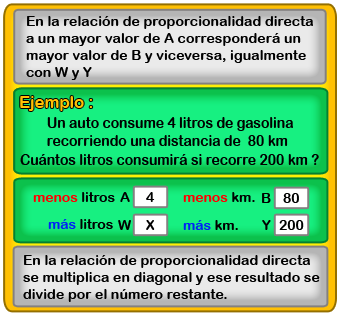 En la relación de proporcionalidad directa
a un mayor valor de A corresponderá un
mayor valor de B y viceversa, igualmente
con W y Y
Ejemplo :
Un auto consume 4 litros de gasolina
recorriendo una distancia de 80 km
Cuántos litros consumirá si recorre 200 km ?
menos litros A 4 menos km. B 80
más litros W X más km. Y 200
En la relación de proporcionalidad directa
se multiplica en diagonal y ese resultado se
divide por el número restante.